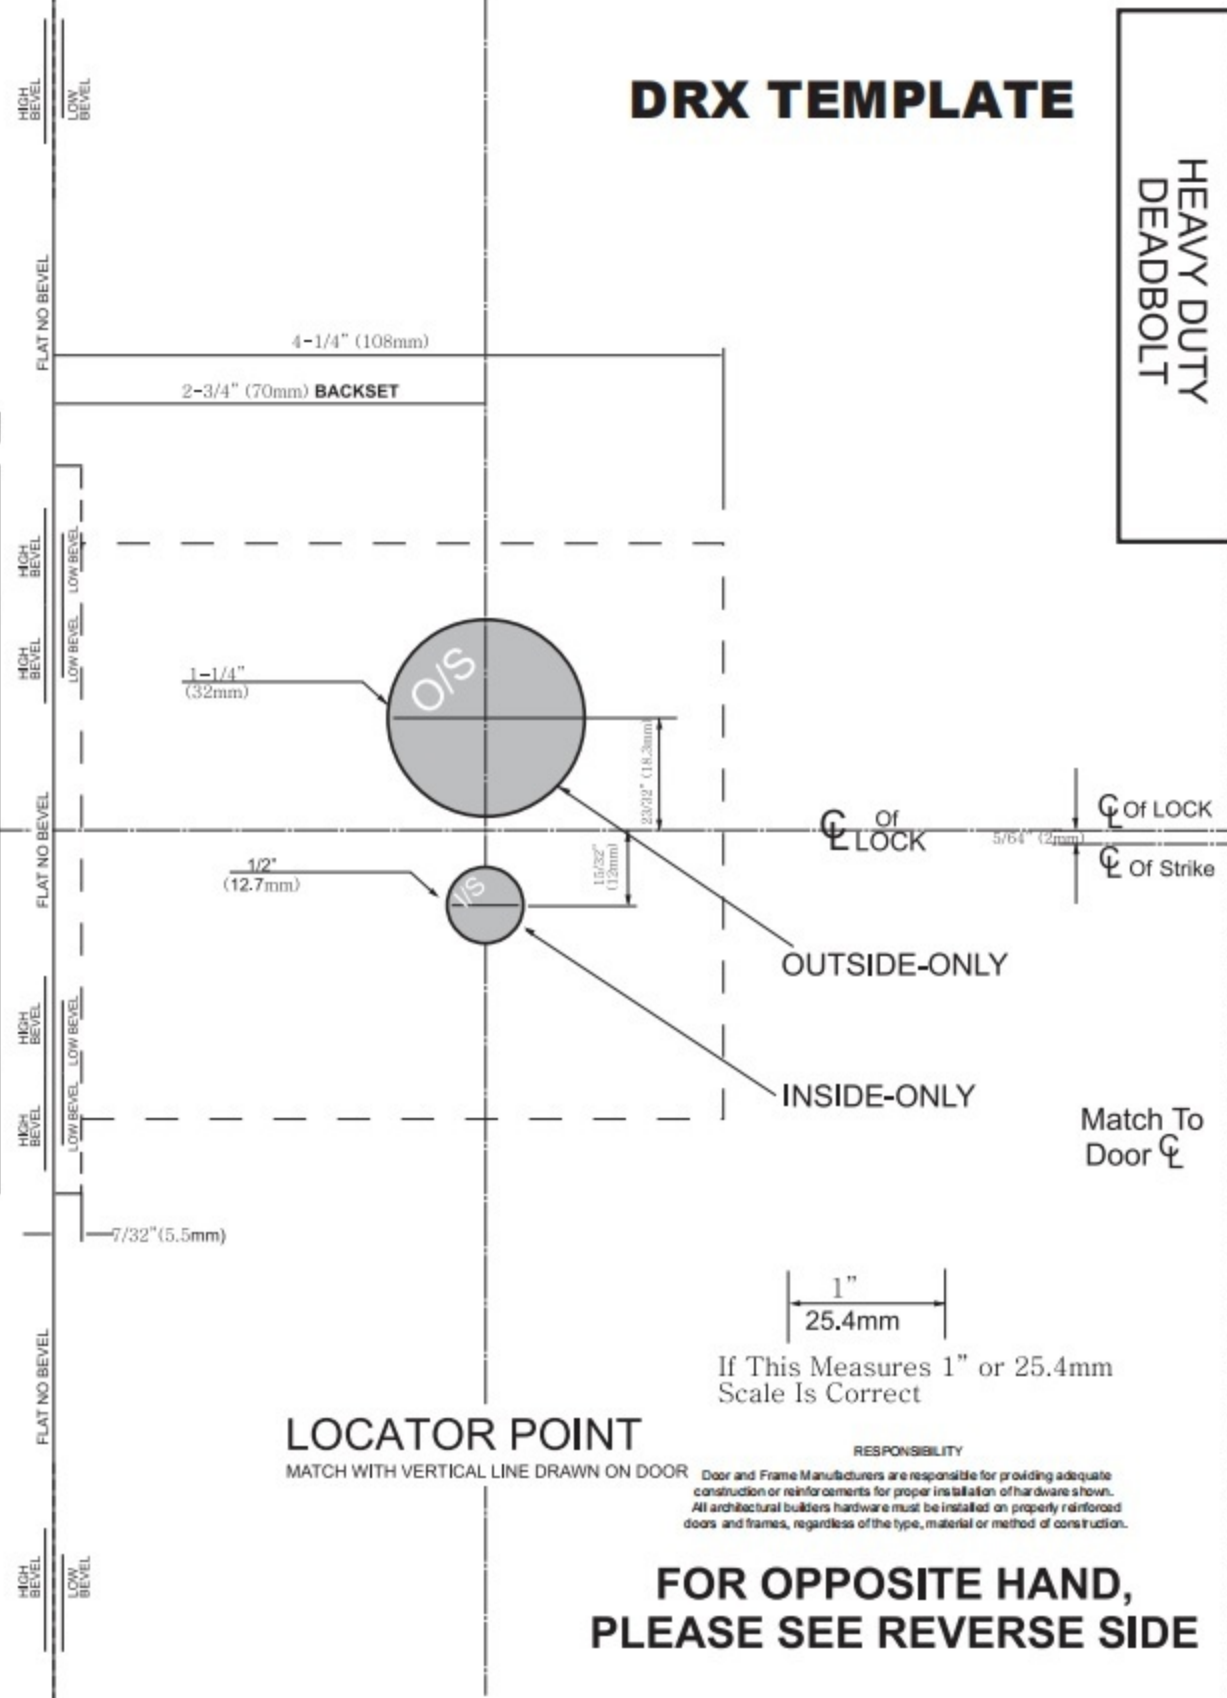 HIGH
BEVEL
LOW
BEVEL
DRX TEMPLATE
HEAVY DUTY
DEADBOLT
FLAT NO BEVEL
4-1/4" (108mm)
2-3/4" (70mm) BACKSET
HIGH
BEVEL
LOW BEVEL
HIGH
BEVEL
LOW BEVEL
O/S
1-1/4"
(32mm)
23/32" (18.3mm)
FLAT NO BEVEL
℄ Of
LOCK
5/64" (2mm)
℄ Of LOCK
℄ Of Strike
1/2"
(12.7mm)
I/S
15/32"
(12mm)
OUTSIDE-ONLY
HIGH
BEVEL
LOW BEVEL
INSIDE-ONLY
HIGH
BEVEL
LOW BEVEL
Match To
Door ℄
7/32"(5.5mm)
1"
25.4mm
If This Measures 1" or 25.4mm
Scale Is Correct
FLAT NO BEVEL
LOCATOR POINT
MATCH WITH VERTICAL LINE DRAWN ON DOOR
RESPONSIBILITY
Door and Frame Manufacturers are responsible for providing adequate
construction or reinforcements for proper installation of hardware shown.
All architectural builders hardware must be installed on properly reinforced
doors and frames, regardless of the type, material or method of construction.
HIGH
BEVEL
LOW
BEVEL
FOR OPPOSITE HAND,
PLEASE SEE REVERSE SIDE